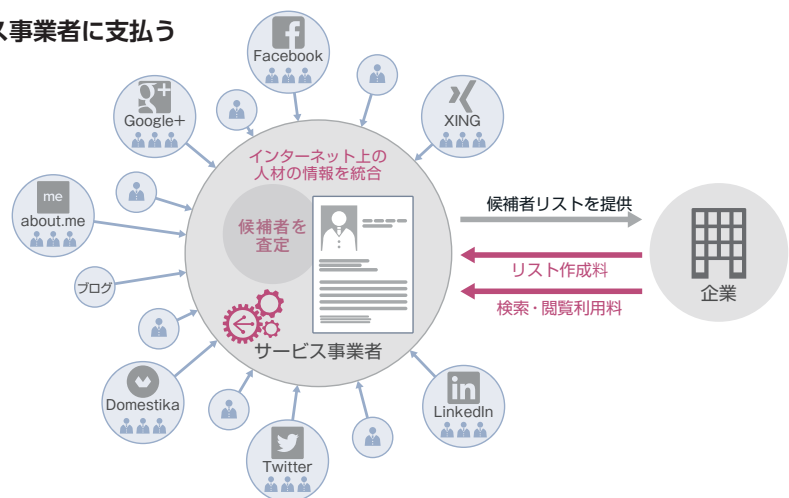 ス事業者に支払う
Facebook
Google+
XING
インターネット上の
人材の情報を統合
me
about.me
候補者を
査定
候補者リストを提供
リスト作成料
検索・閲覧利用料
企業
ブログ
サービス事業者
Domestika
in
LinkedIn
Twitter